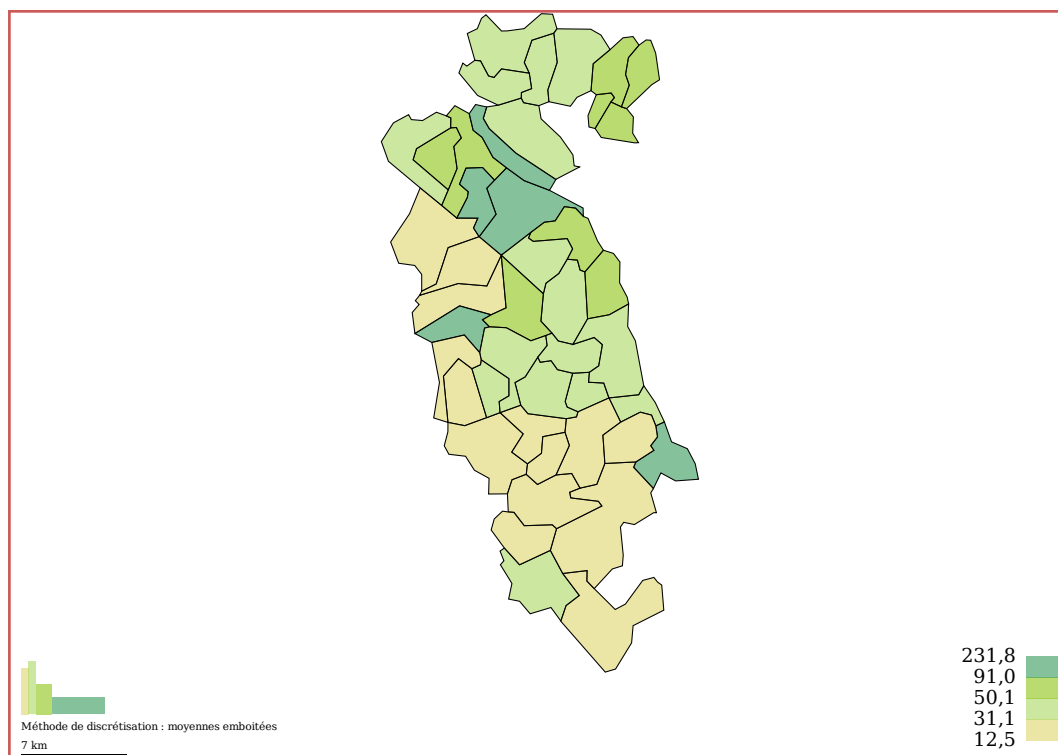 231,8
91,0
50,1
31,1
12,5
Méthode de discrétisation : moyennes emboitées
7 km